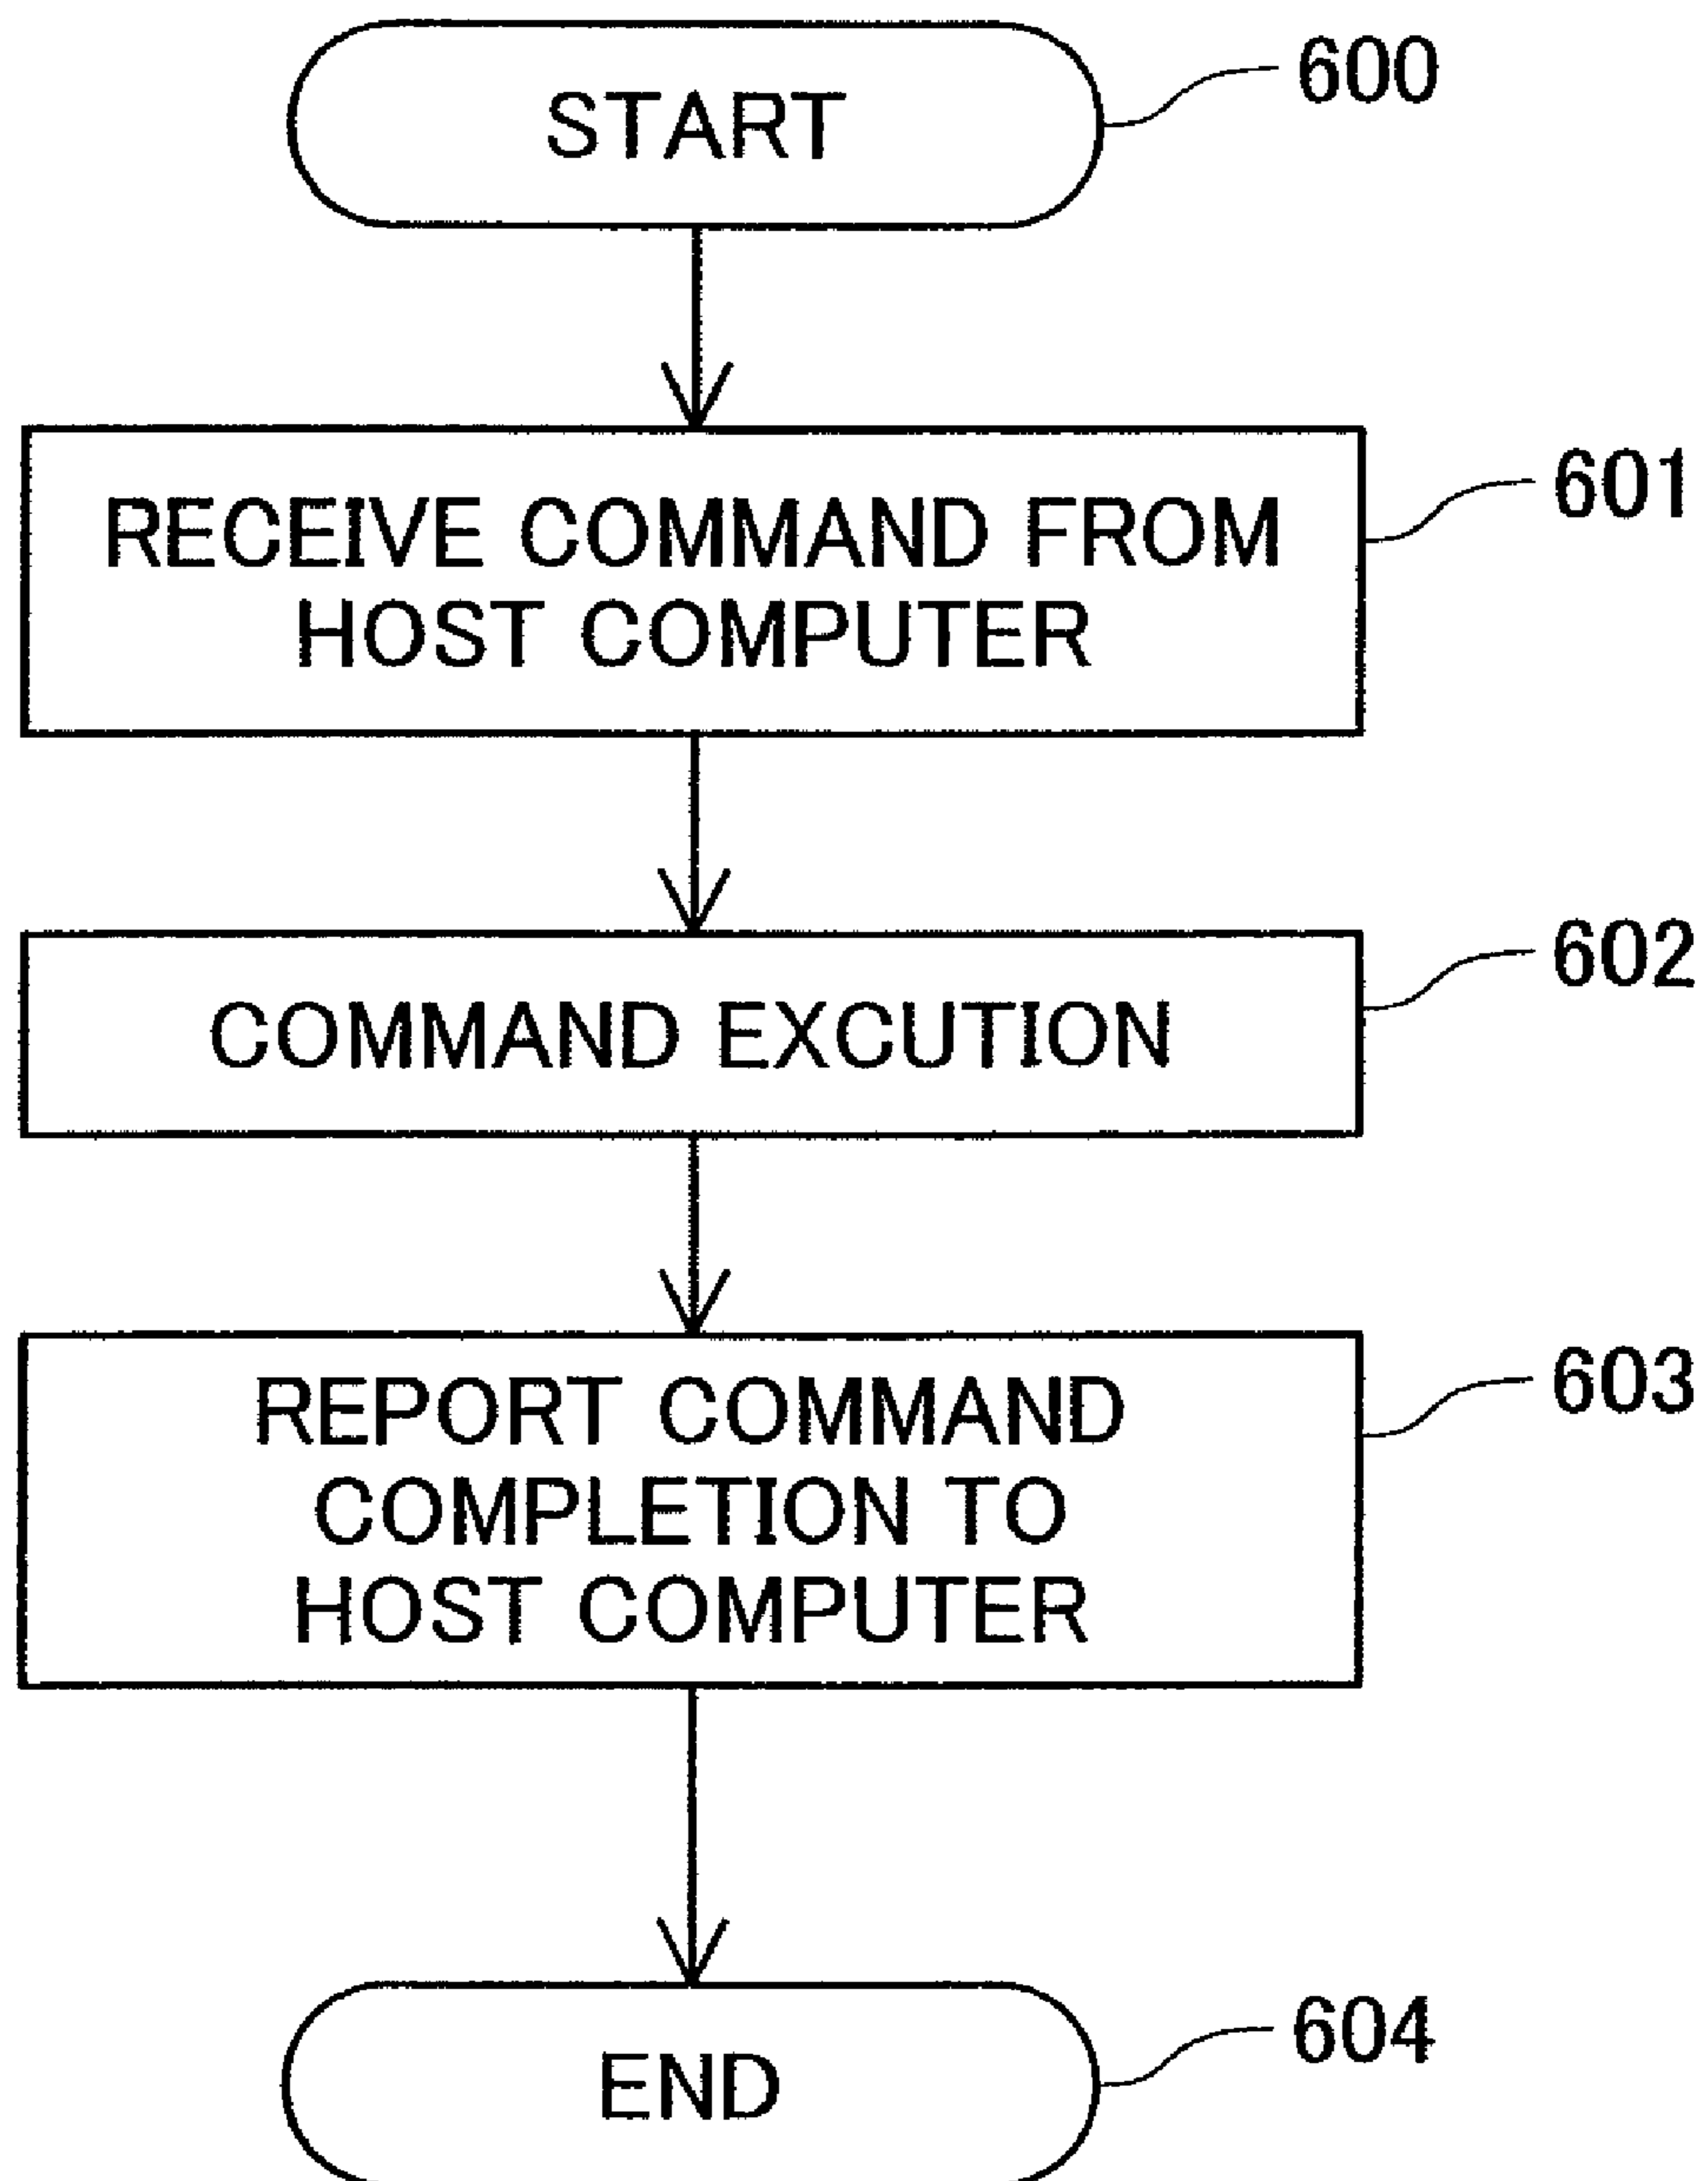 START
600
RECEIVE COMMAND FROM
HOST COMPUTER
601
COMMAND EXCUTION
602
REPORT COMMAND
COMPLETION TO
HOST COMPUTER
603
END
604